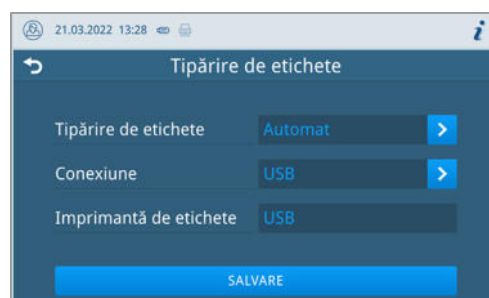 21.03.2022 13:28
i
Tipărire de etichete
Tipărire de etichete Automat
Conexiune USB
Imprimantă de etichete USB
SALVARE